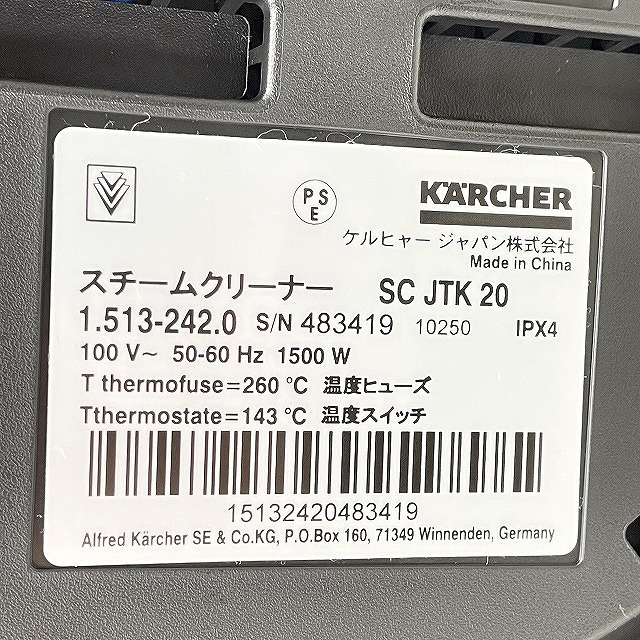 PS
E
KÄRCHER
ケルヒャー ジャパン株式会社
Made in China
スチームクリーナー SC JTK 20
1.513-242.0 S/N 483419 10250 IPX4
100 V~ 50-60 Hz 1500 W
T thermofuse=260 °C 温度ヒューズ
Tthermostate=143 °C 温度スイッチ
15132420483419
Alfred Kärcher SE & Co.KG, P.O.Box 160, 71349 Winnenden, Germany